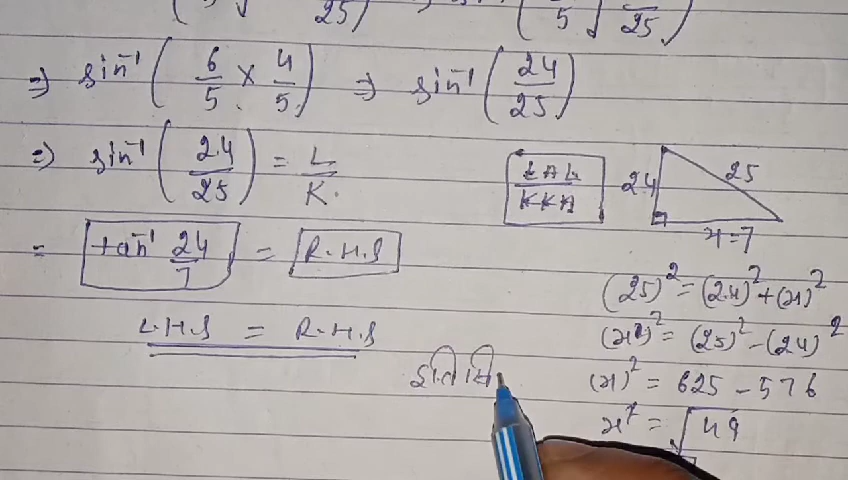 ⇒ sin⁻¹( 6/5 × 4/5 ) ⇒ sin⁻¹( 24/25 )
⇒ sin⁻¹( 24/25 ) = L/K.
LAL/KKA
24 25 x=7
= tan⁻¹ 24/7 = R.H.S
L.H.S = R.H.S
इति सि
(25)² = (24)² + (x)²
(x)² = (25)² - (24)²
(x)² = 625 - 576
x² = √49